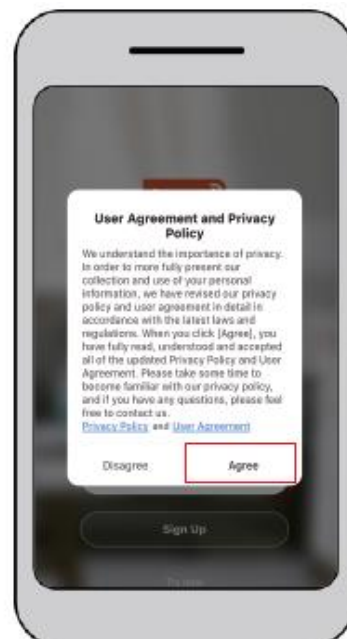 User Agreement and Privacy
Policy
We understand the importance of privacy.
In order to more fully present our
collection and use of your personal
information, we have revised our privacy
policy and user agreement in detail in
accordance with the latest laws and
regulations. When you click [Agree], you
have fully read, understood and accepted
all of the updated Privacy Policy and User
Agreement. Please take some time to
become familiar with our privacy policy,
and if you have any questions, please feel
free to contact us.
Privacy Policy and User Agreement
Disagree Agree
Sign Up